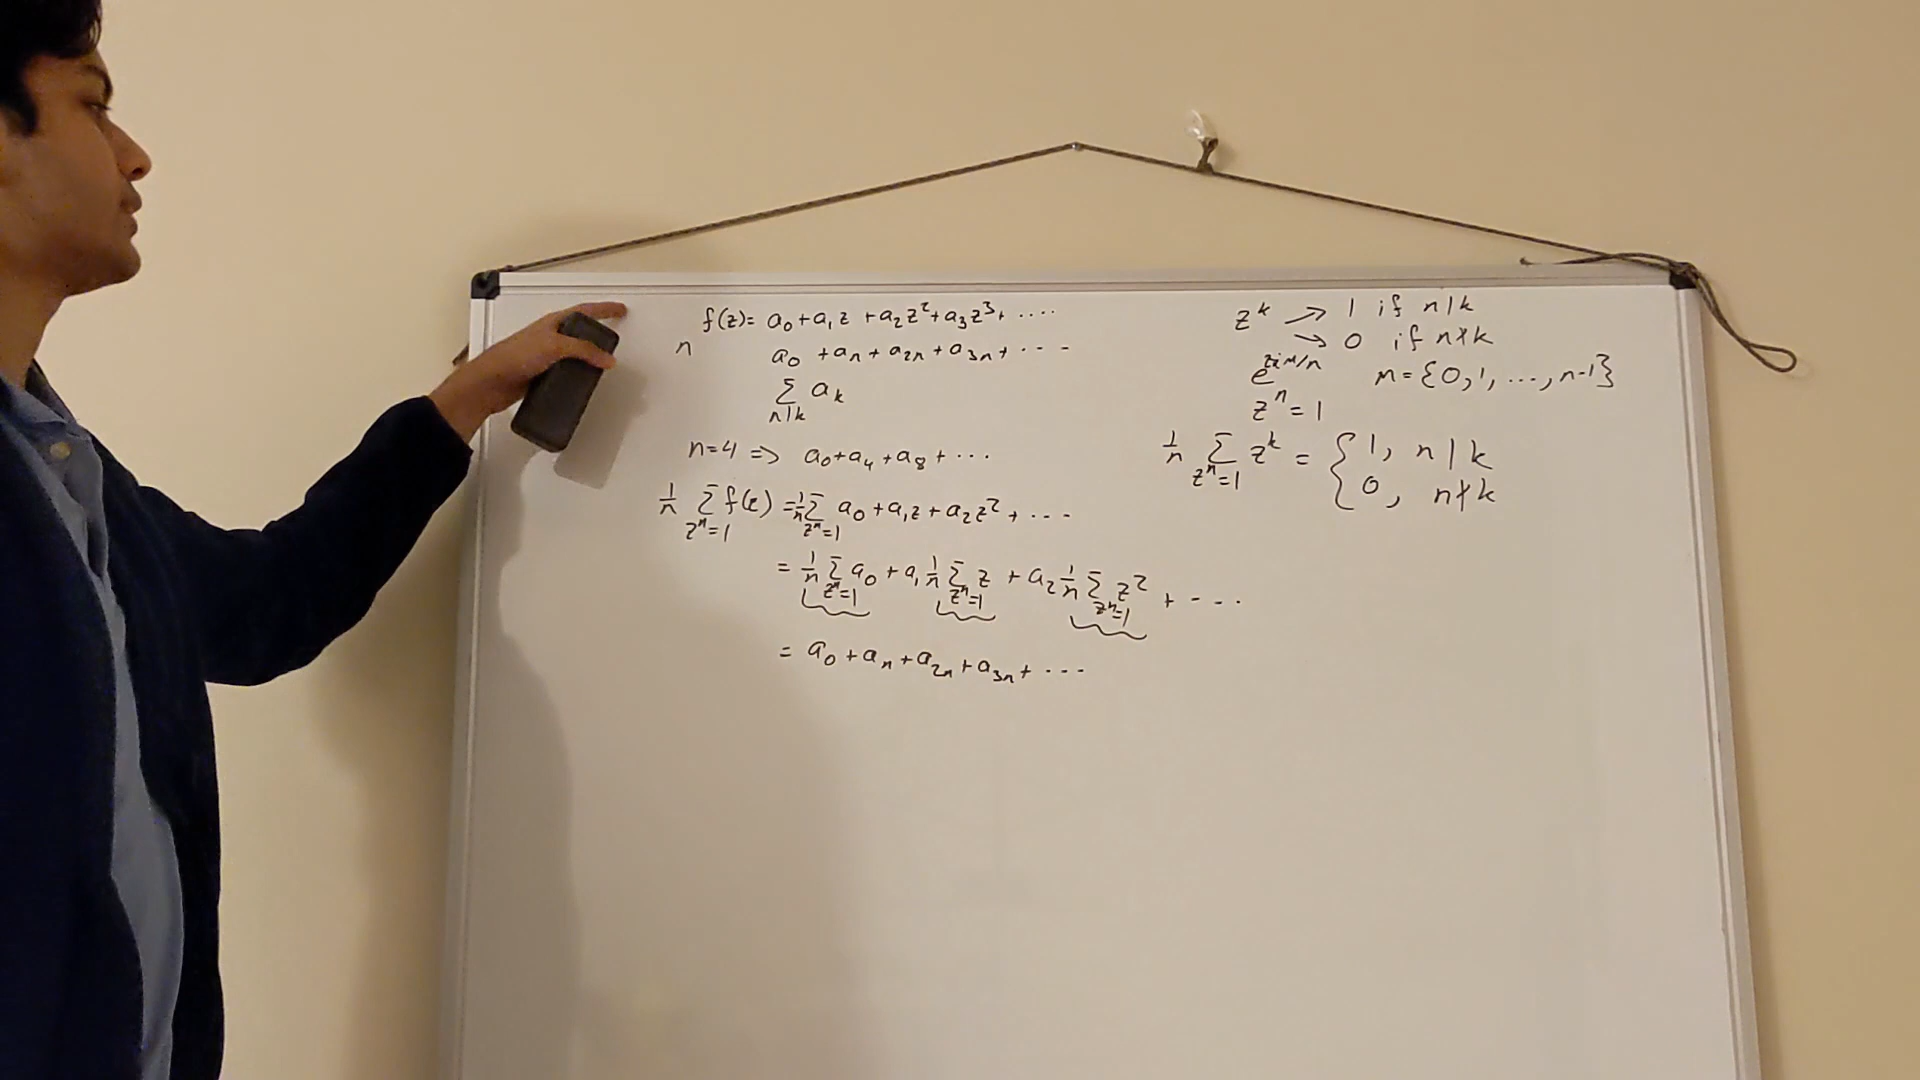 f(z) = a₀ + a₁z + a₂z² + a₃z³ + ....
n a₀ + aₙ + a₂ₙ + a₃ₙ + ---
∑ aₖ
n|k
n=4 => a₀ + a₄ + a₈ + ...
1/n ∑_{zⁿ=1} f(z) = 1/n ∑_{zⁿ=1} a₀ + a₁z + a₂z² + ---
= 1/n ∑_{zⁿ=1} a₀ + a₁ 1/n ∑_{zⁿ=1} z + a₂ 1/n ∑_{zⁿ=1} z² + ---
= a₀ + aₙ + a₂ₙ + a₃ₙ + ---
zᵏ → 1 if n|k
→ 0 if n∤k
m = {0, 1, ..., n-1}
zⁿ = 1
1/n ∑_{zⁿ=1} zᵏ = { 1, n|k
0, n∤k